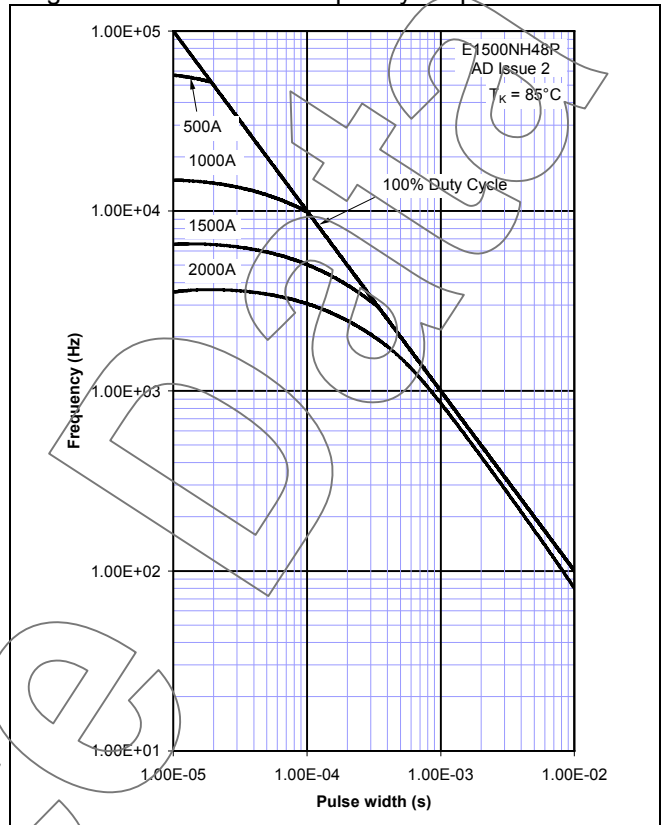 1.00E+05
E1500NH48P
AD Issue 2
TK = 85°C
500A
1000A
100% Duty Cycle
1.00E+04
1500A
2000A
Frequency (Hz)
1.00E+03
1.00E+02
1.00E+01
1.00E-05 1.00E-04 1.00E-03 1.00E-02
Pulse width (s)